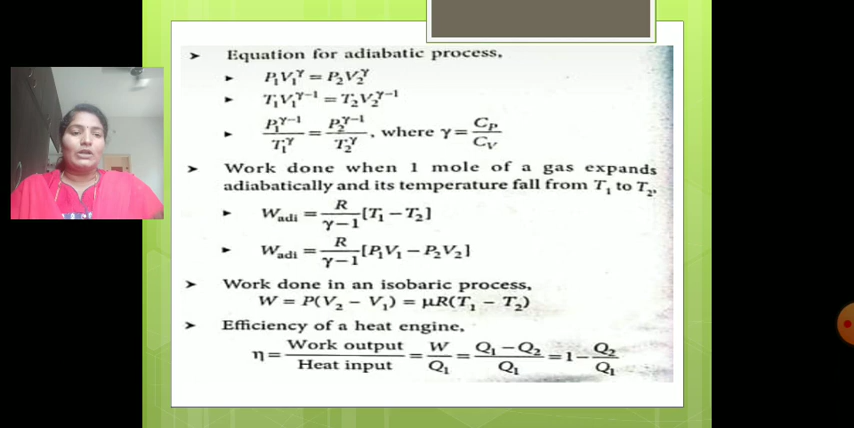 ➤ Equation for adiabatic process,
► P₁V₁^γ = P₂V₂^γ
► T₁V₁^γ−1 = T₂V₂^γ−1
► P₁^γ−1 / T₁^γ = P₂^γ−1 / T₂^γ, where γ = C_P / C_V
➤ Work done when 1 mole of a gas expands
adiabatically and its temperature fall from T₁ to T₂,
► W_adi = R / γ−1 [T₁ − T₂]
► W_adi = R / γ−1 [P₁V₁ − P₂V₂]
➤ Work done in an isobaric process,
W = P(V₂ − V₁) = µR(T₁ − T₂)
➤ Efficiency of a heat engine,
η = Work output / Heat input = W / Q₁ = Q₁ − Q₂ / Q₁ = 1 − Q₂ / Q₁